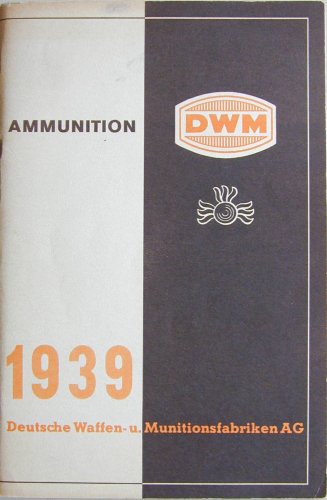 AMMUNITION
DWM
1939
Deutsche Waffen- u. Munitionsfabriken AG